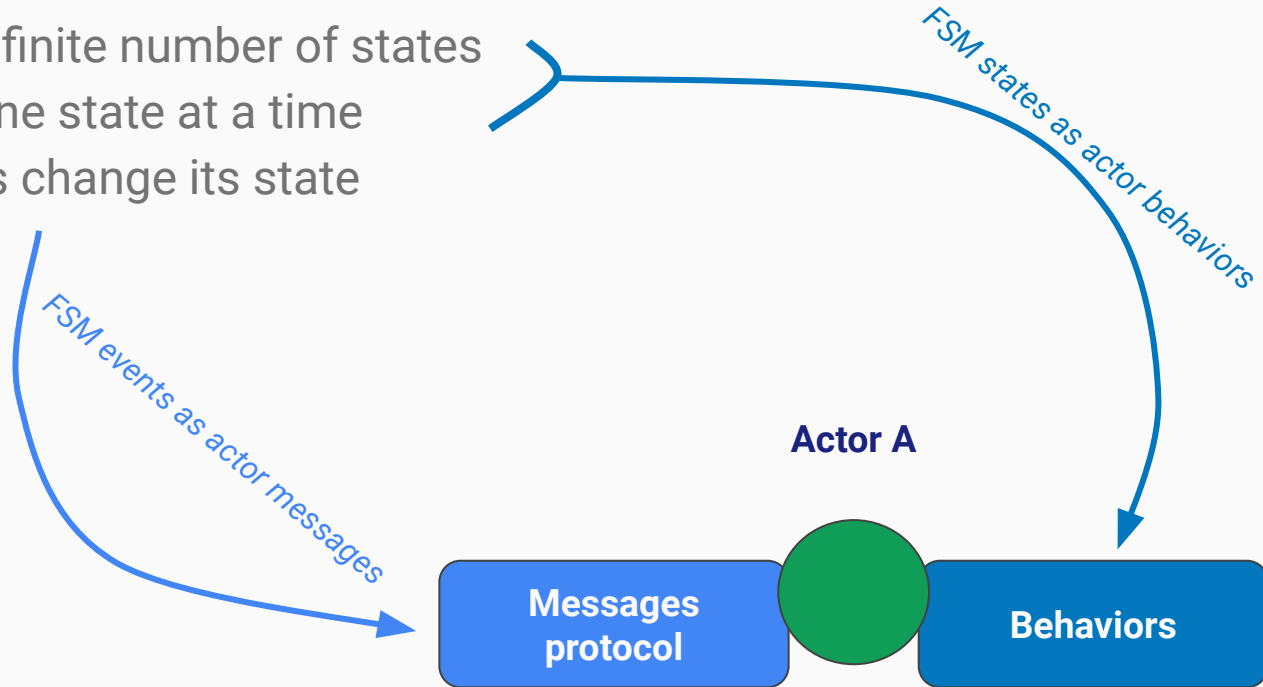 finite number of states
ne state at a time
s change its state
FSM states as actor behaviors
FSM events as actor messages
Actor A
Messages
protocol
Behaviors